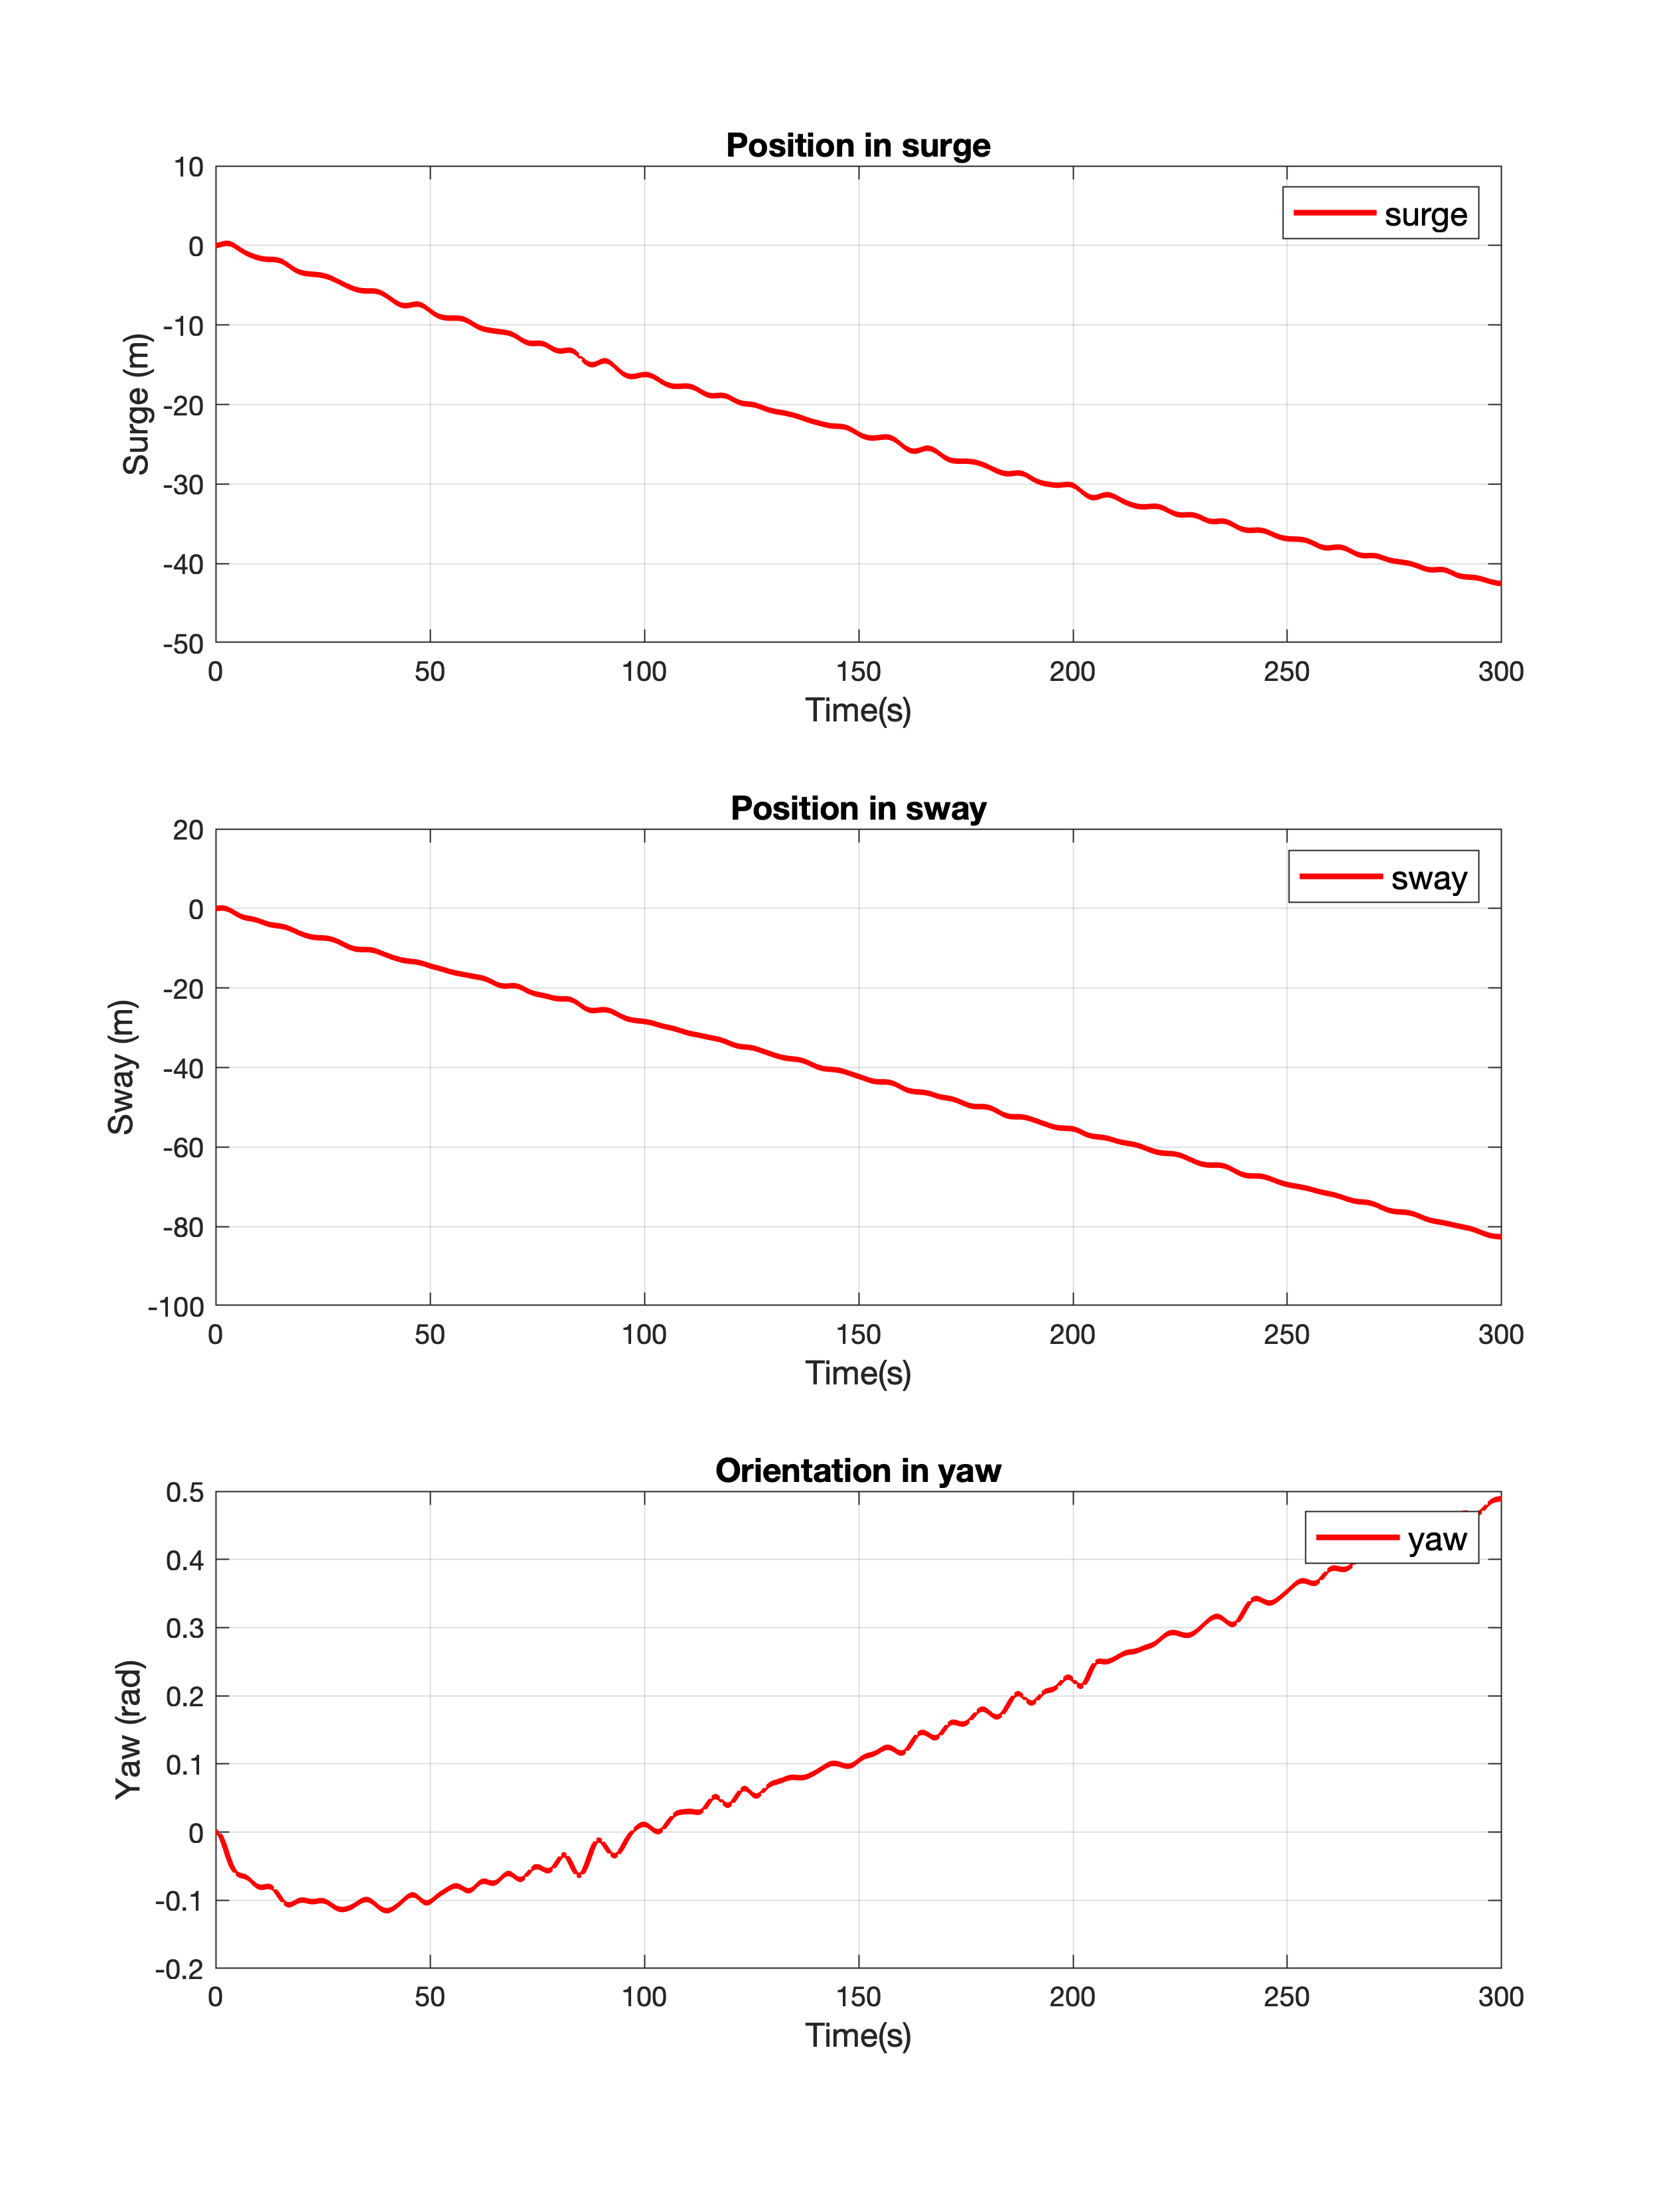 Position in surge
10
0
-10
-20
-30
-40
-50
Surge (m)
surge
0 50 100 150 200 250 300
Time(s)
Position in sway
20
0
-20
-40
-60
-80
-100
Sway (m)
sway
0 50 100 150 200 250 300
Time(s)
Orientation in yaw
0.5
0.4
0.3
0.2
0.1
0
-0.1
-0.2
Yaw (rad)
yaw
0 50 100 150 200 250 300
Time(s)